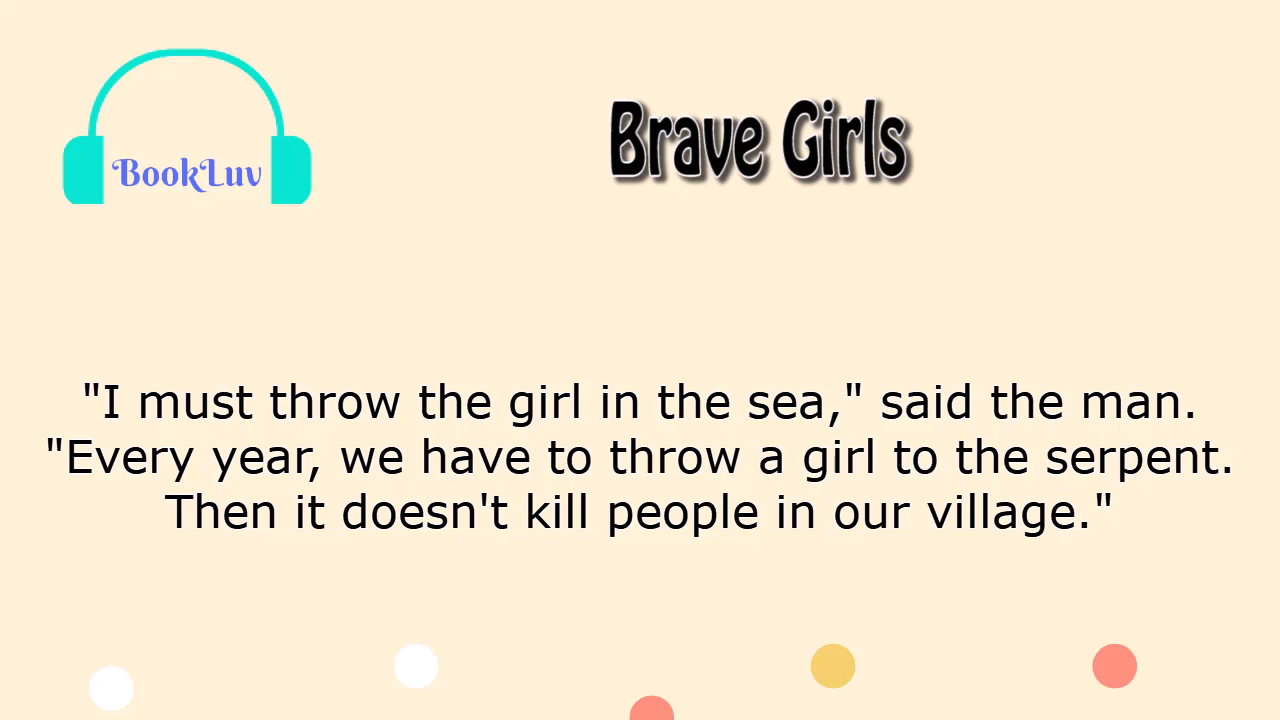 BookLuv
Brave Girls
"I must throw the girl in the sea," said the man.
"Every year, we have to throw a girl to the serpent.
Then it doesn't kill people in our village."